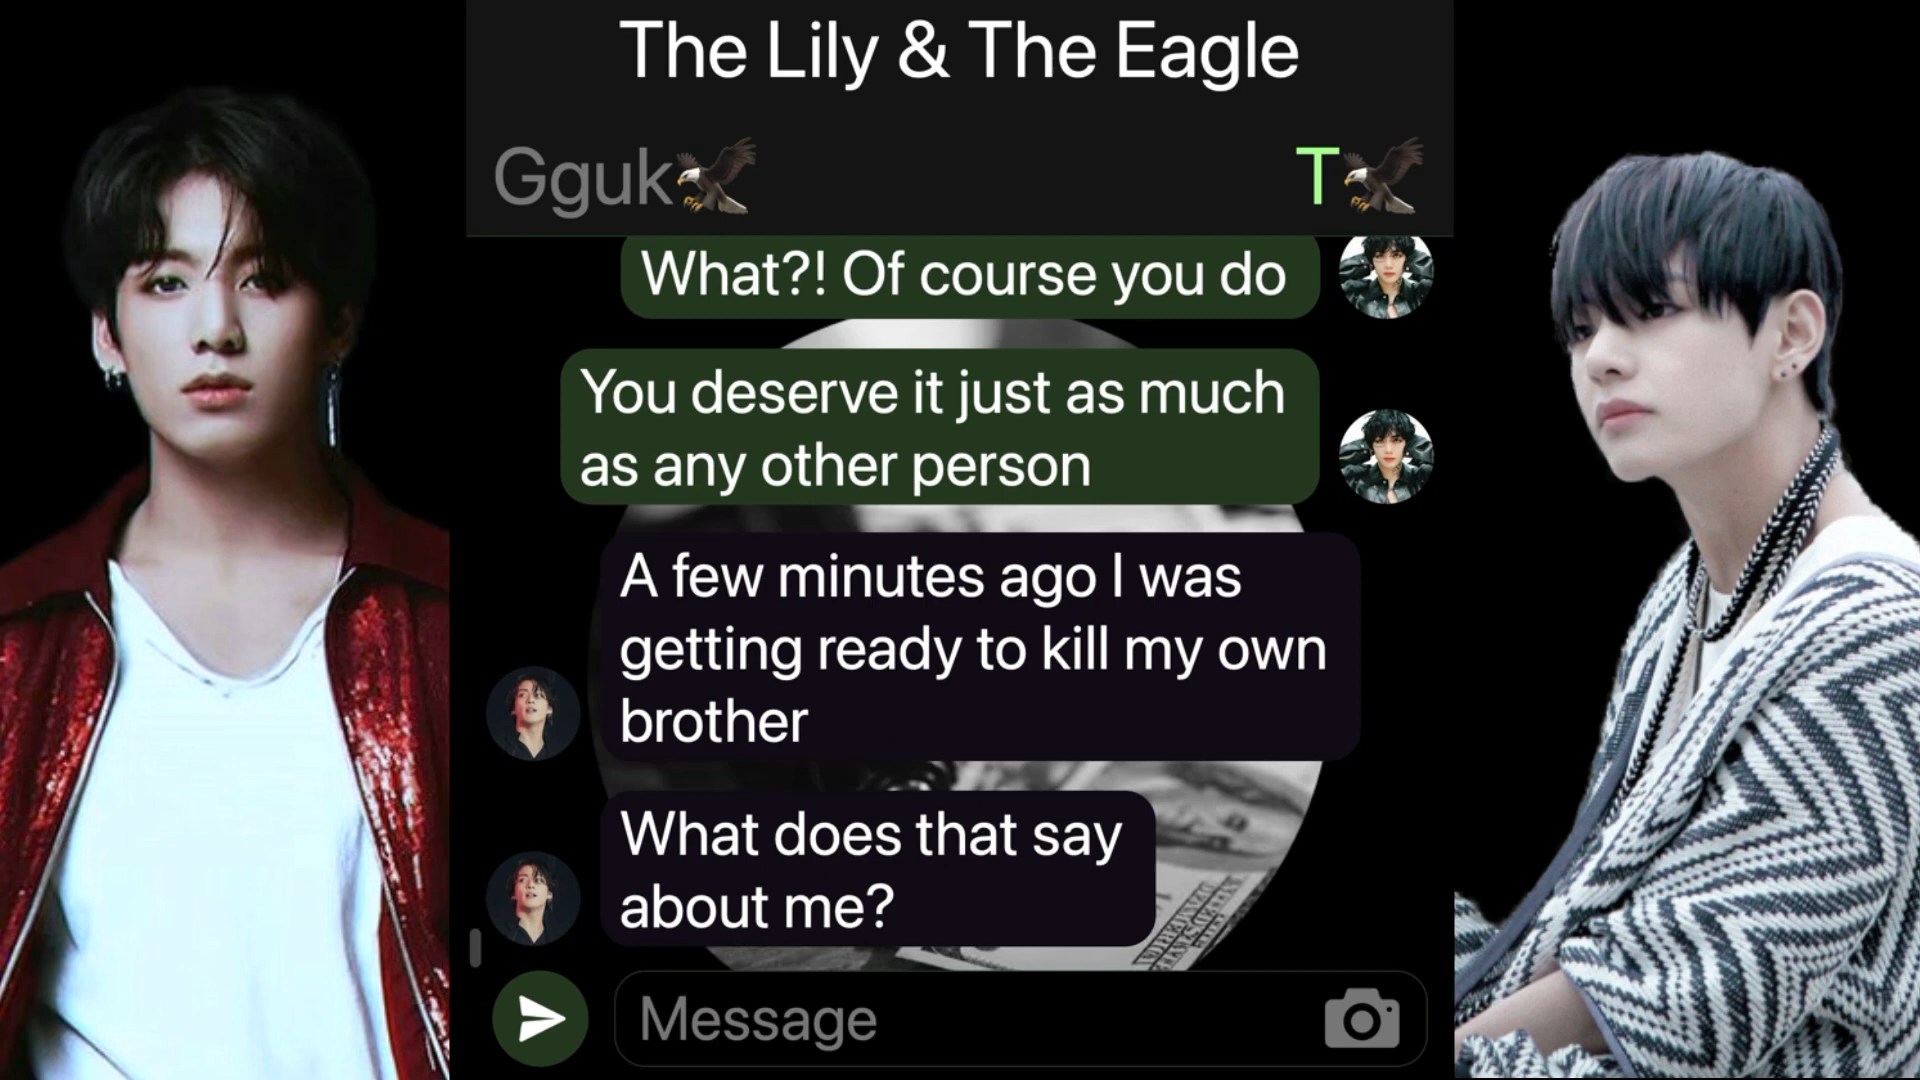 The Lily & The Eagle
Gguk🦅 T🦅
What?! Of course you do
You deserve it just as much
as any other person
A few minutes ago I was
getting ready to kill my own
brother
What does that say
about me?
Message